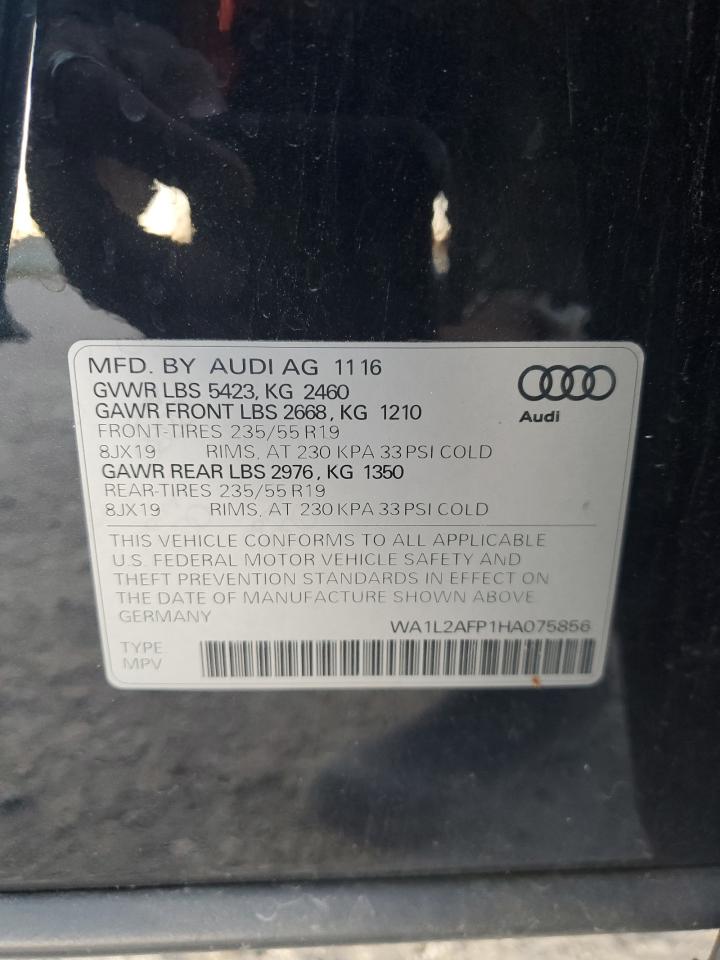 MFD. BY AUDI AG 11 16
GVWR LBS 5423, KG 2460
GAWR FRONT LBS 2668, KG 1210
FRONT-TIRES 235/55 R19
8JX19 RIMS, AT 230 KPA 33 PSI COLD
GAWR REAR LBS 2976, KG 1350
REAR-TIRES 235/55 R19
8JX19 RIMS, AT 230 KPA 33 PSI COLD
Audi
THIS VEHICLE CONFORMS TO ALL APPLICABLE
U.S. FEDERAL MOTOR VEHICLE SAFETY AND
THEFT PREVENTION STANDARDS IN EFFECT ON
THE DATE OF MANUFACTURE SHOWN ABOVE
GERMANY
WA1L2AFP1HA075856
TYPE
MPV